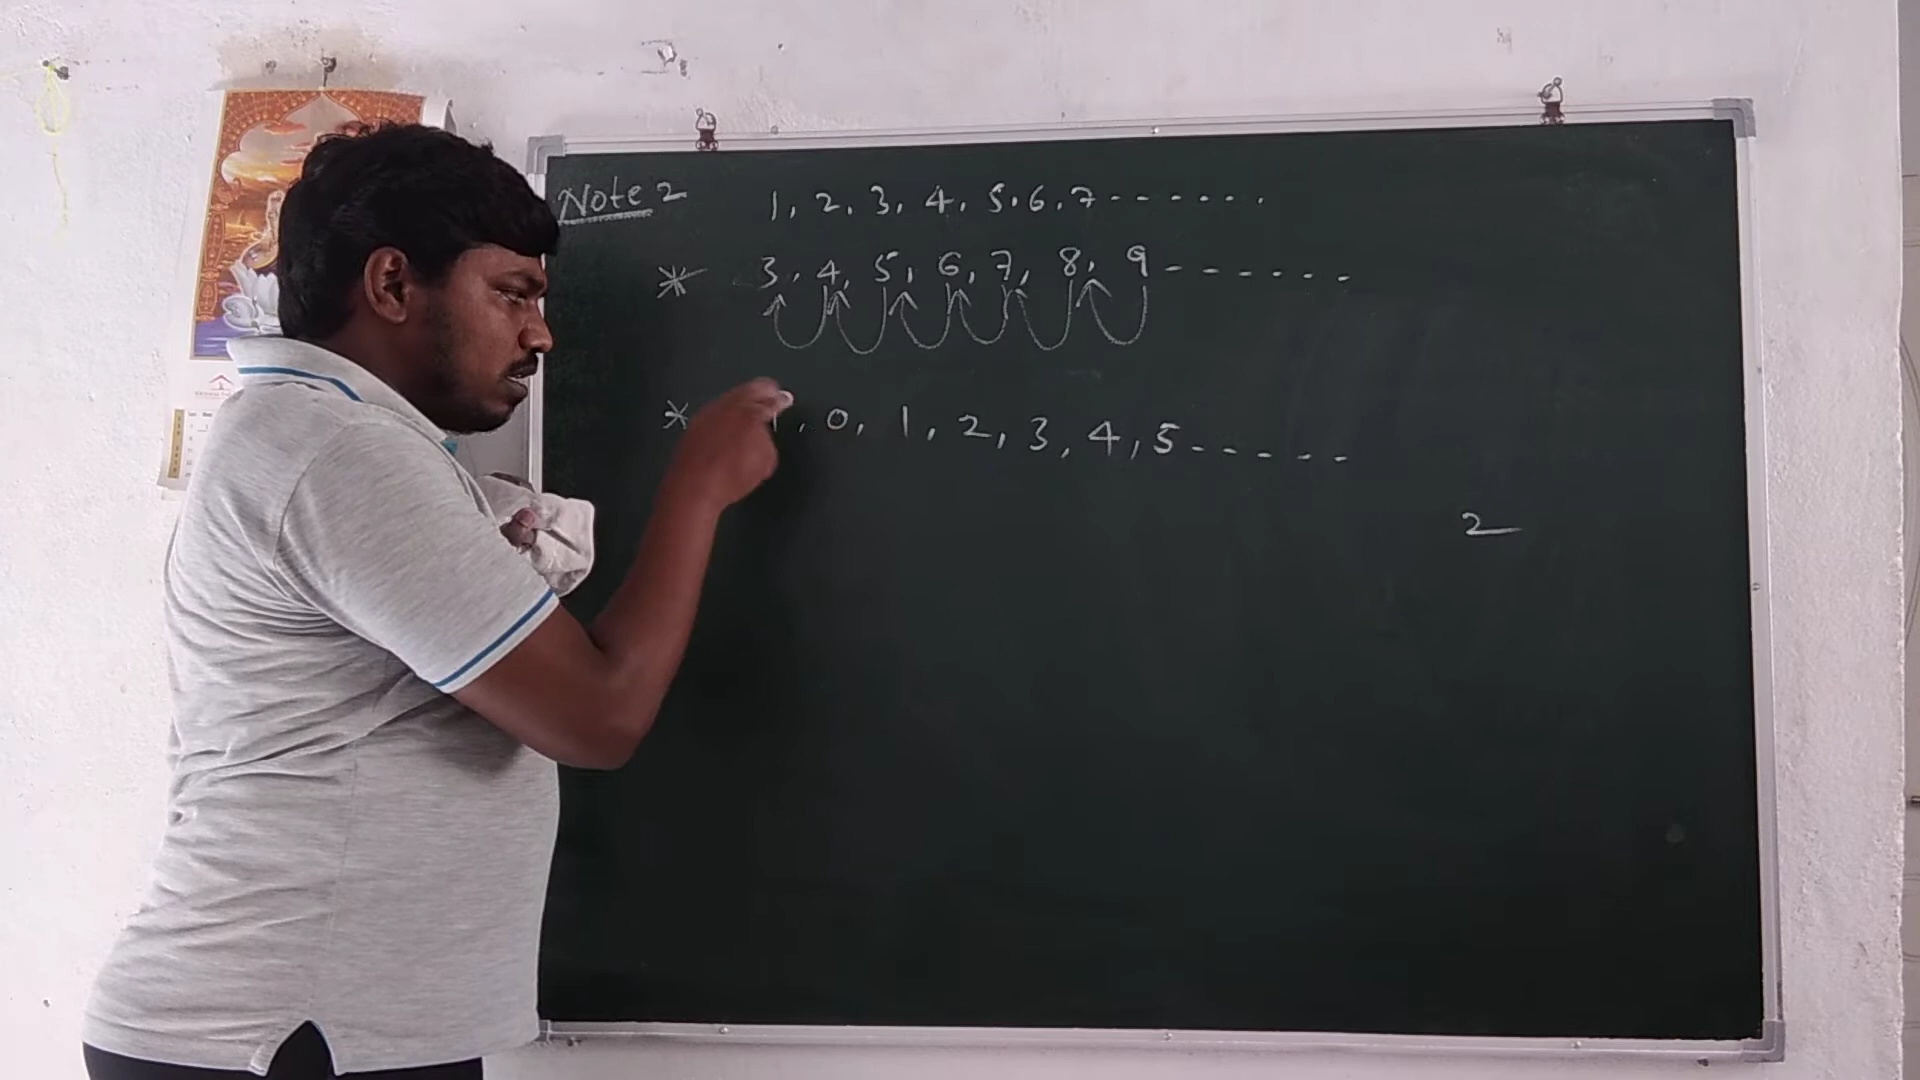 Note 2 1, 2, 3, 4, 5, 6, 7 - - - - - -
* 3, 4, 5, 6, 7, 8, 9 - - - - - -
* 1, 0, 1, 2, 3, 4, 5 - - - - -
2